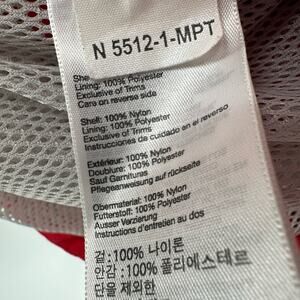 N 5512-1-MPT
She
Lining: 100% Polyester
Exclusive of Trims
Care on reverse side
Shell: 100% Nylon
Lining: 100% Polyester
Exclusive of Trims
Instrucciones de cuidado en el reverso
Extérieur: 100% Nylon
Doublure: 100% Polyester
Sauf Garnitures
Pflegeanweisung auf rückseite
Obermaterial: 100% Nylon
Futterstoff: 100% Polyester
Ausser Verzierung
Instructions d'entretien au dos
겉: 100% 나이론
안감: 100% 폴리에스테르
단을 제외한